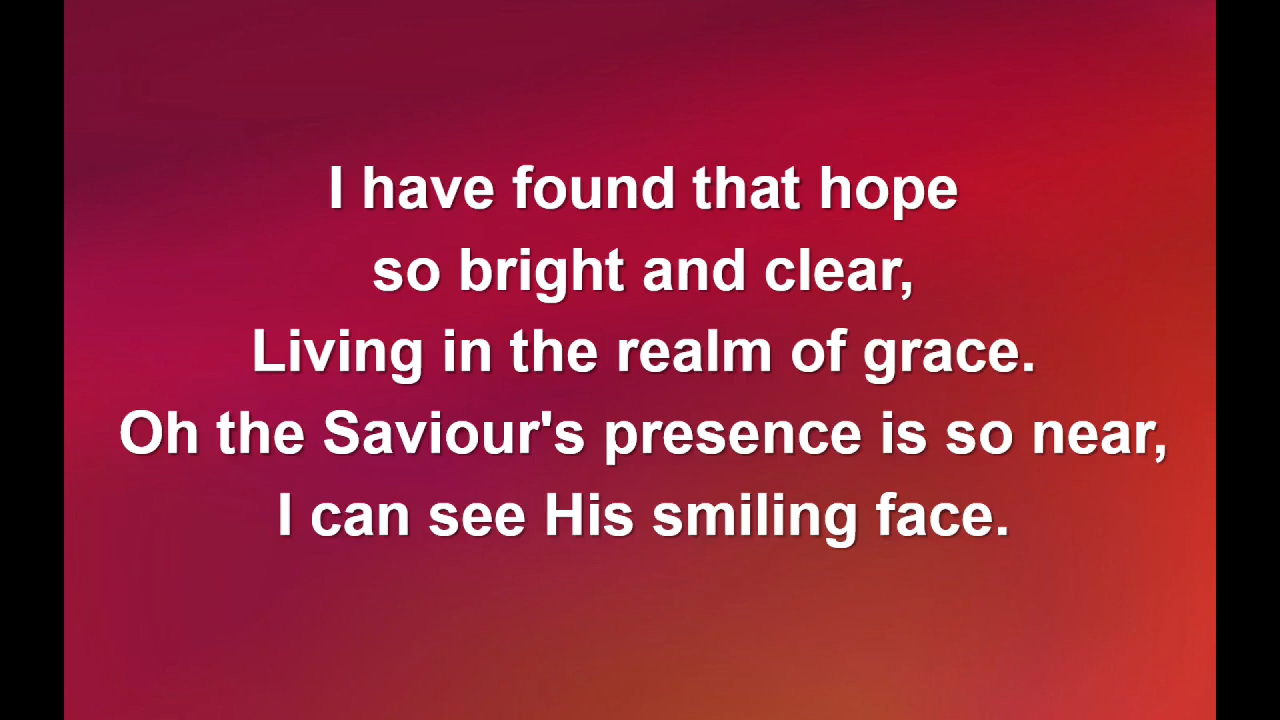 I have found that hope
so bright and clear,
Living in the realm of grace.
Oh the Saviour's presence is so near,
I can see His smiling face.